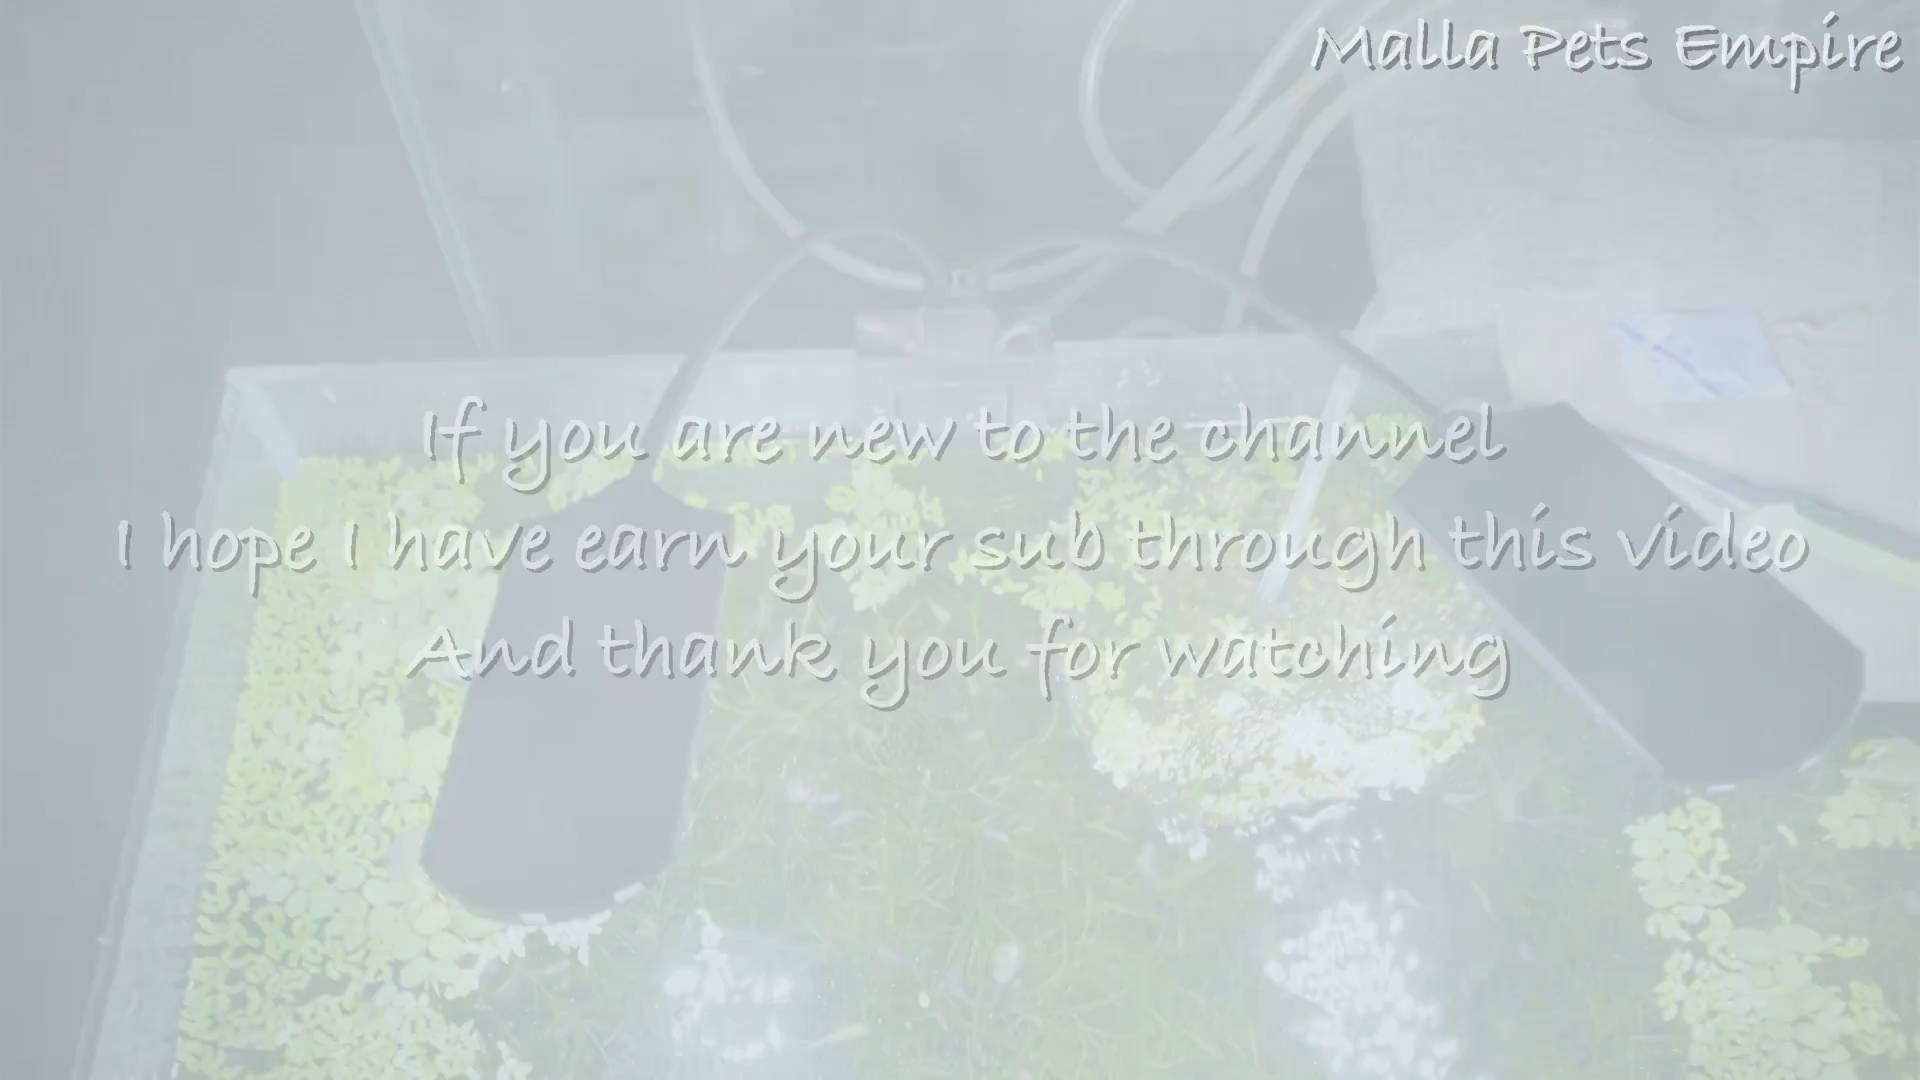 Malla Pets Empire
If you are new to the channel
I hope I have earn your sub through this video
And thank you for watching